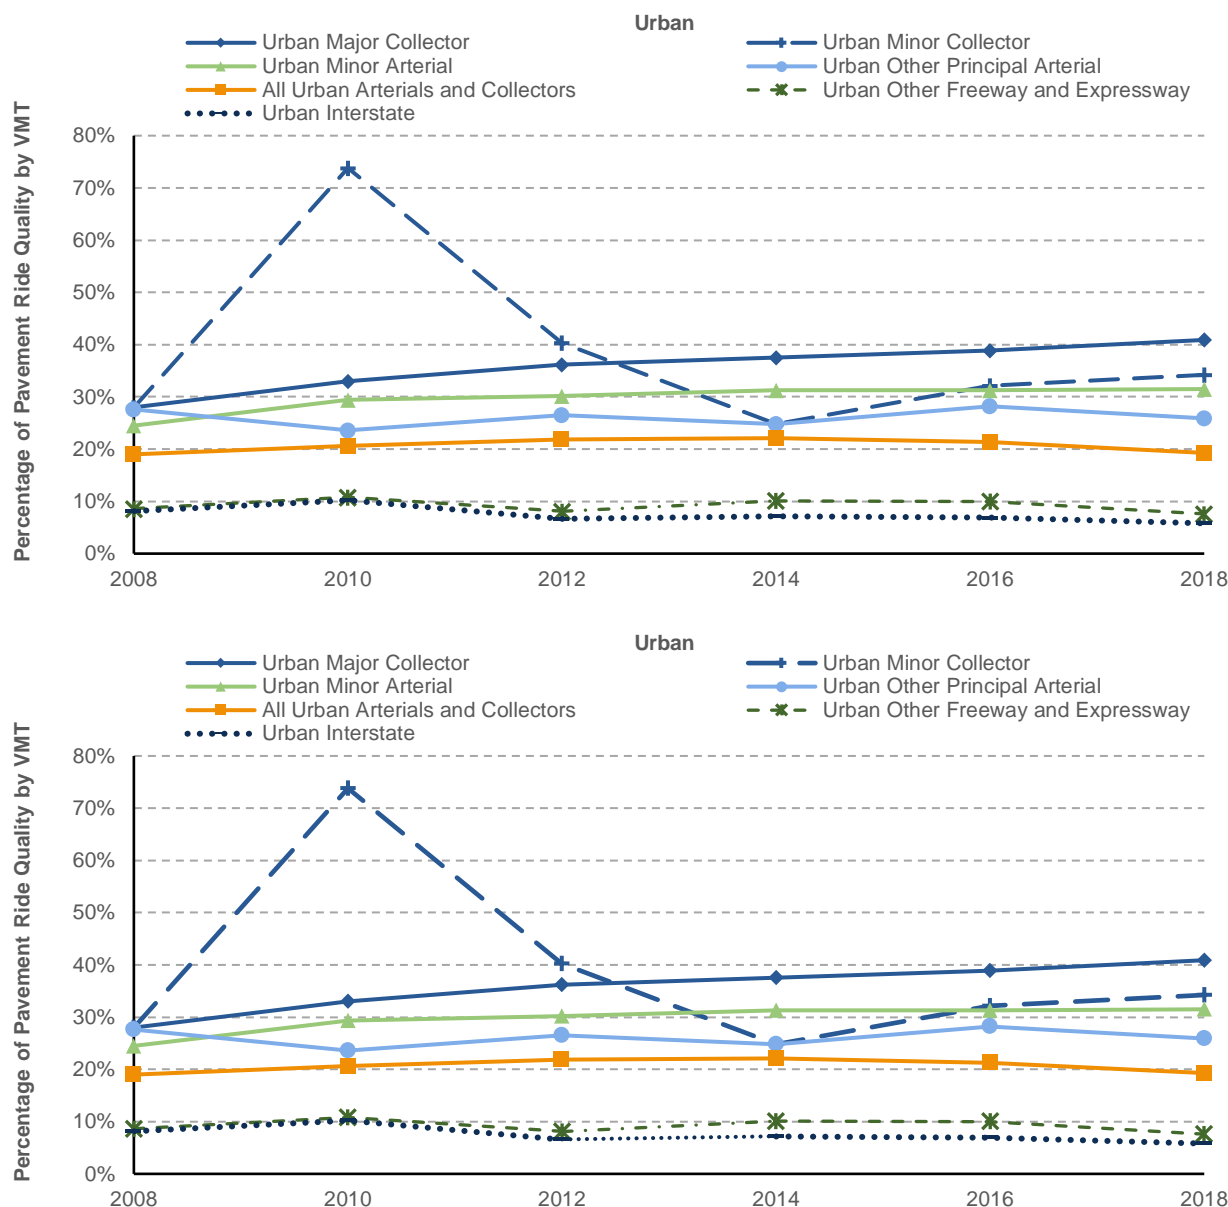 Urban
Urban Major Collector
Urban Minor Collector
Urban Minor Arterial
Urban Other Principal Arterial
All Urban Arterials and Collectors
Urban Other Freeway and Expressway
Urban Interstate
Percentage of Pavement Ride Quality by VMT
80%
70%
60%
50%
40%
30%
20%
10%
0%
2008 2010 2012 2014 2016 2018
Urban
Urban Major Collector
Urban Minor Collector
Urban Minor Arterial
Urban Other Principal Arterial
All Urban Arterials and Collectors
Urban Other Freeway and Expressway
Urban Interstate
Percentage of Pavement Ride Quality by VMT
80%
70%
60%
50%
40%
30%
20%
10%
0%
2008 2010 2012 2014 2016 2018